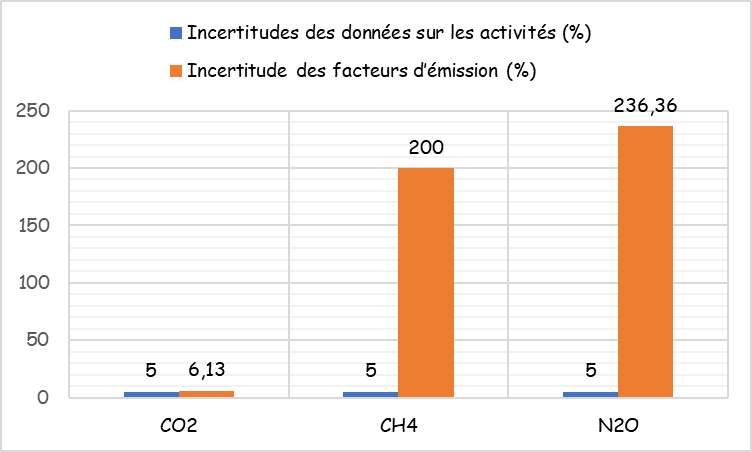 Incertitudes des données sur les activités (%)
Incertitude des facteurs d'émission (%)
250
200
150
100
50
0
5
6,13
5
200
5
236,36
CO2
CH4
N2O